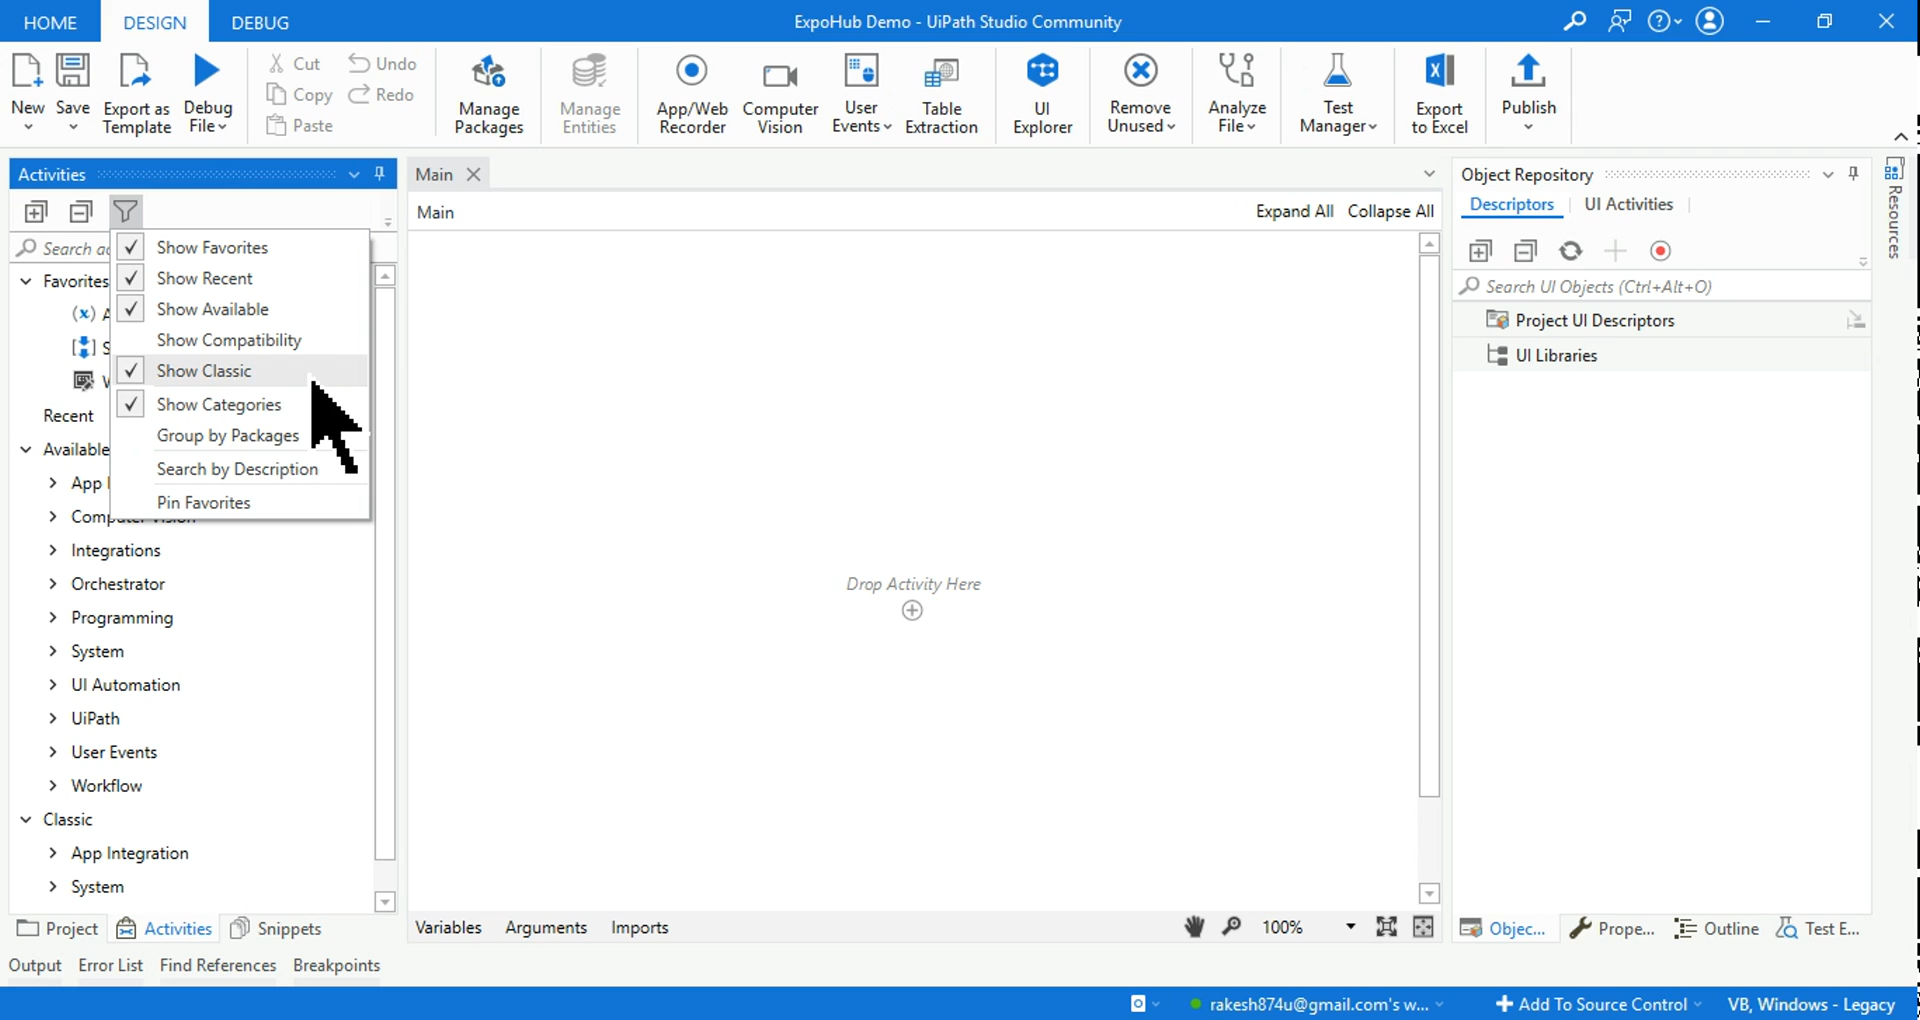 HOME DESIGN DEBUG ExpoHub Demo - UiPath Studio Community
New Save Export as Template Debug File
Cut Undo
Copy Redo
Paste
Manage Packages Manage Entities App/Web Recorder Computer Vision User Events Table Extraction UI Explorer Remove Unused Analyze File Test Manager Export to Excel Publish
Activities
Search
Favorites
Recent
Available
App
Integrations
Orchestrator
Programming
System
UI Automation
UiPath
User Events
Workflow
Classic
App Integration
System
Show Favorites
Show Recent
Show Available
Show Compatibility
Show Classic
Show Categories
Group by Packages
Search by Description
Pin Favorites
Project Activities Snippets
Main
Main Expand All Collapse All
Drop Activity Here
Variables Arguments Imports 100%
Object Repository
Descriptors UI Activities
Search UI Objects (Ctrl+Alt+O)
Project UI Descriptors
UI Libraries
Objec... Prope... Outline Test E...
Resources
Output Error List Find References Breakpoints
rakesh874u@gmail.com's w... Add To Source Control VB, Windows - Legacy